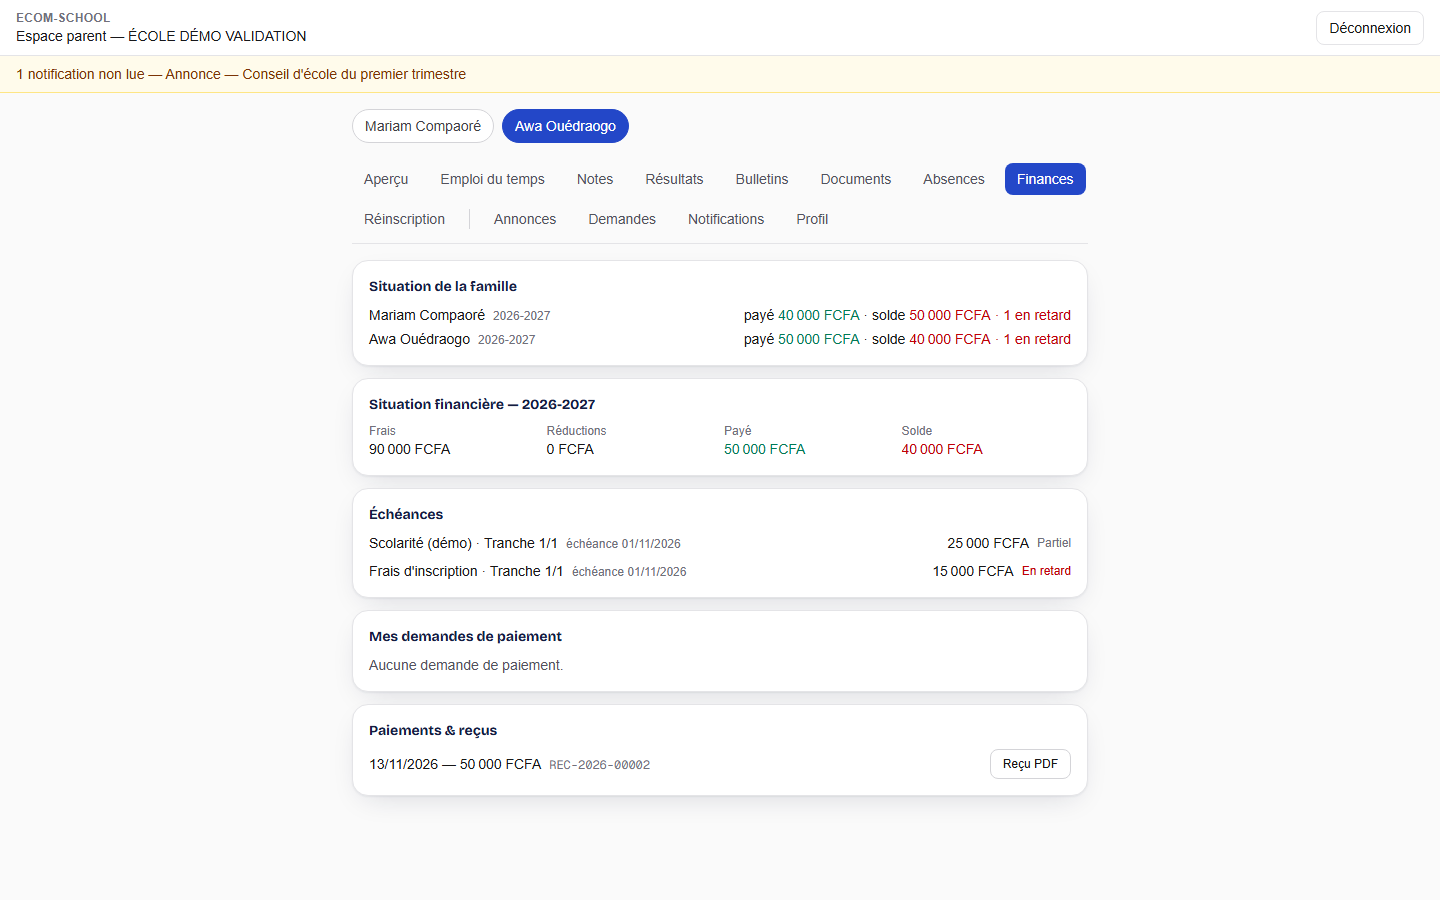 ECOM-SCHOOL
Espace parent — ÉCOLE DÉMO VALIDATION
Déconnexion
1 notification non lue — Annonce — Conseil d'école du premier trimestre
Mariam Compaoré
Awa Ouédraogo
Aperçu Emploi du temps Notes Résultats Bulletins Documents Absences Finances
Réinscription Annonces Demandes Notifications Profil
Situation de la famille
Mariam Compaoré 2026-2027 payé 40 000 FCFA · solde 50 000 FCFA · 1 en retard
Awa Ouédraogo 2026-2027 payé 50 000 FCFA · solde 40 000 FCFA · 1 en retard
Situation financière — 2026-2027
Frais Réductions Payé Solde
90 000 FCFA 0 FCFA 50 000 FCFA 40 000 FCFA
Échéances
Scolarité (démo) · Tranche 1/1 échéance 01/11/2026 25 000 FCFA Partiel
Frais d'inscription · Tranche 1/1 échéance 01/11/2026 15 000 FCFA En retard
Mes demandes de paiement
Aucune demande de paiement.
Paiements & reçus
13/11/2026 — 50 000 FCFA REC-2026-00002 Reçu PDF